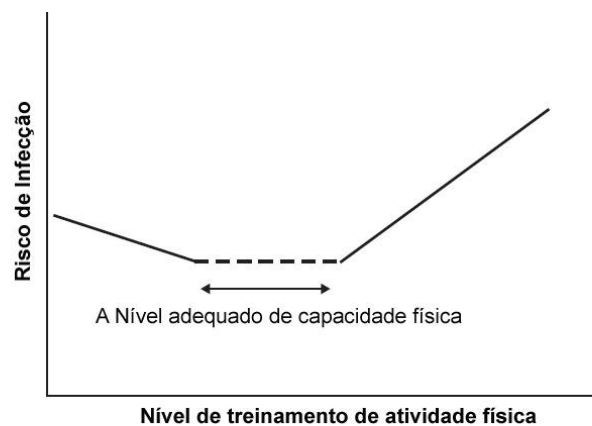 Risco de Infecção
A Nível adequado de capacidade física
Nível de treinamento de atividade física